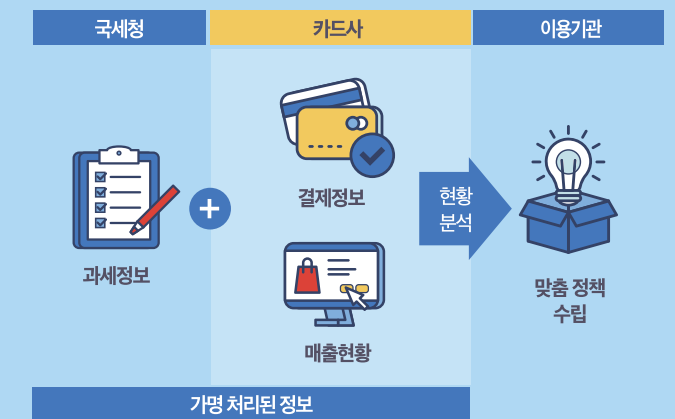 국세청
카드사
이용기관
과세정보
결제정보
매출현황
현황
분석
맞춤 정책
수립
가명 처리된 정보